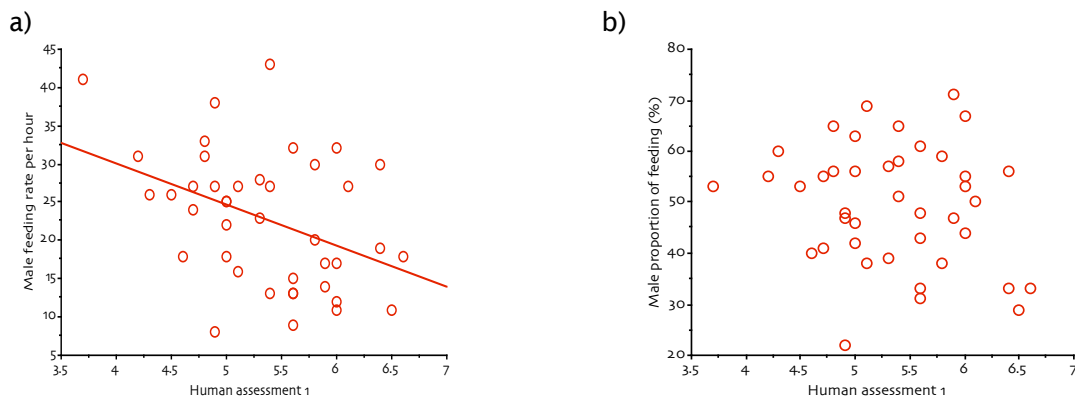 a)
Male feeding rate per hour
45
40
35
30
25
20
15
10
5
3.5 4 4.5 5 5.5 6 6.5 7
Human assessment 1
b)
Male proportion of feeding (%)
80
70
60
50
40
30
20
3.5 4 4.5 5 5.5 6 6.5 7
Human assessment 1